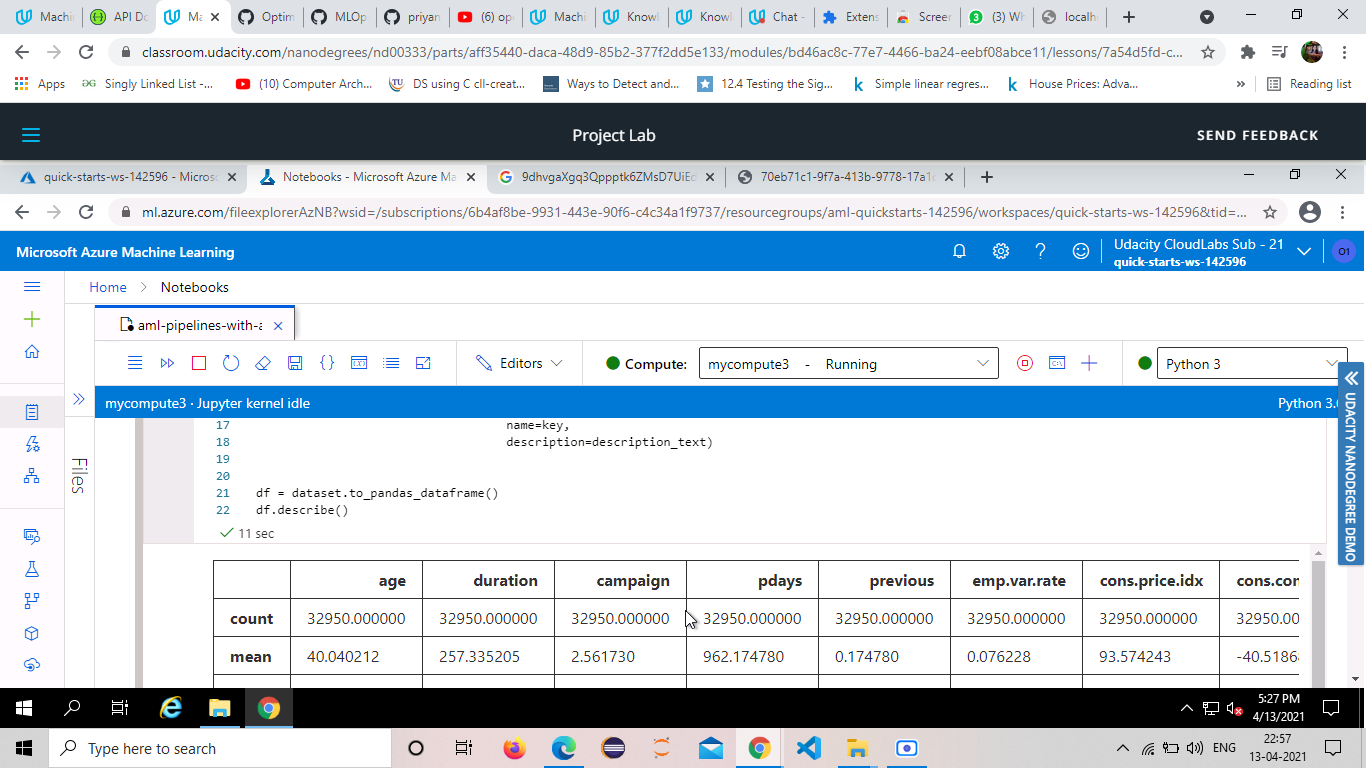 Machi
API Do
Ma
Optim
MLOp
priyan
(6) op
Machi
Knowl
Knowl
Chat -
Extens
Screer
(3) Wh
localh
classroom.udacity.com/nanodegrees/nd00333/parts/aff35440-daca-48d9-85b2-377f2dd5e133/modules/bd46ac8c-77e7-4466-ba24-eebf08abce11/lessons/7a54d5fd-c...
Apps
Singly Linked List -...
(10) Computer Arch...
DS using C cll-creat...
Ways to Detect and...
12.4 Testing the Sig...
Simple linear regres...
House Prices: Adva...
»
Reading list
Project Lab
SEND FEEDBACK
quick-starts-ws-142596 - Micros
Notebooks - Microsoft Azure Ma
9dhvgaXgq3Qppptk6ZMsD7UiEd
70eb71c1-9f7a-413b-9778-17a1
ml.azure.com/fileexplorerAzNB?wsid=/subscriptions/6b4af8be-9931-443e-90f6-c4c34a1f9737/resourcegroups/aml-quickstarts-142596/workspaces/quick-starts-ws-142596&tid=...
Microsoft Azure Machine Learning
Udacity CloudLabs Sub - 21
quick-starts-ws-142596
O1
Home > Notebooks
aml-pipelines-with-a
Editors
Compute:
mycompute3 - Running
Python 3
mycompute3 · Jupyter kernel idle
Python 3.
Files
UDACITY NANODEGREE DEMO
17 name=key,
18 description=description_text)
19
20
21 df = dataset.to_pandas_dataframe()
22 df.describe()
11 sec
age duration campaign pdays previous emp.var.rate cons.price.idx cons.con
count 32950.000000 32950.000000 32950.000000 32950.000000 32950.000000 32950.000000 32950.000000 32950.00
mean 40.040212 257.335205 2.561730 962.174780 0.174780 0.076228 93.574243 -40.5186
5:27 PM
4/13/2021
Type here to search
ENG
22:57
13-04-2021